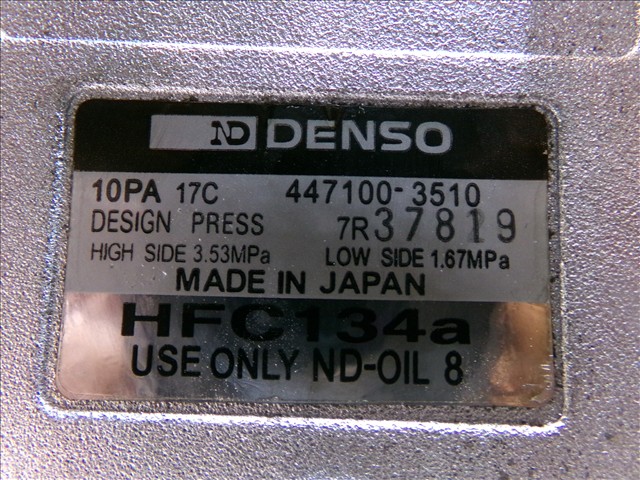 ND DENSO
10PA 17C 447100-3510
DESIGN PRESS 7R37819
HIGH SIDE 3.53MPa LOW SIDE 1.67MPa
MADE IN JAPAN
HFC134a
USE ONLY ND-OIL 8